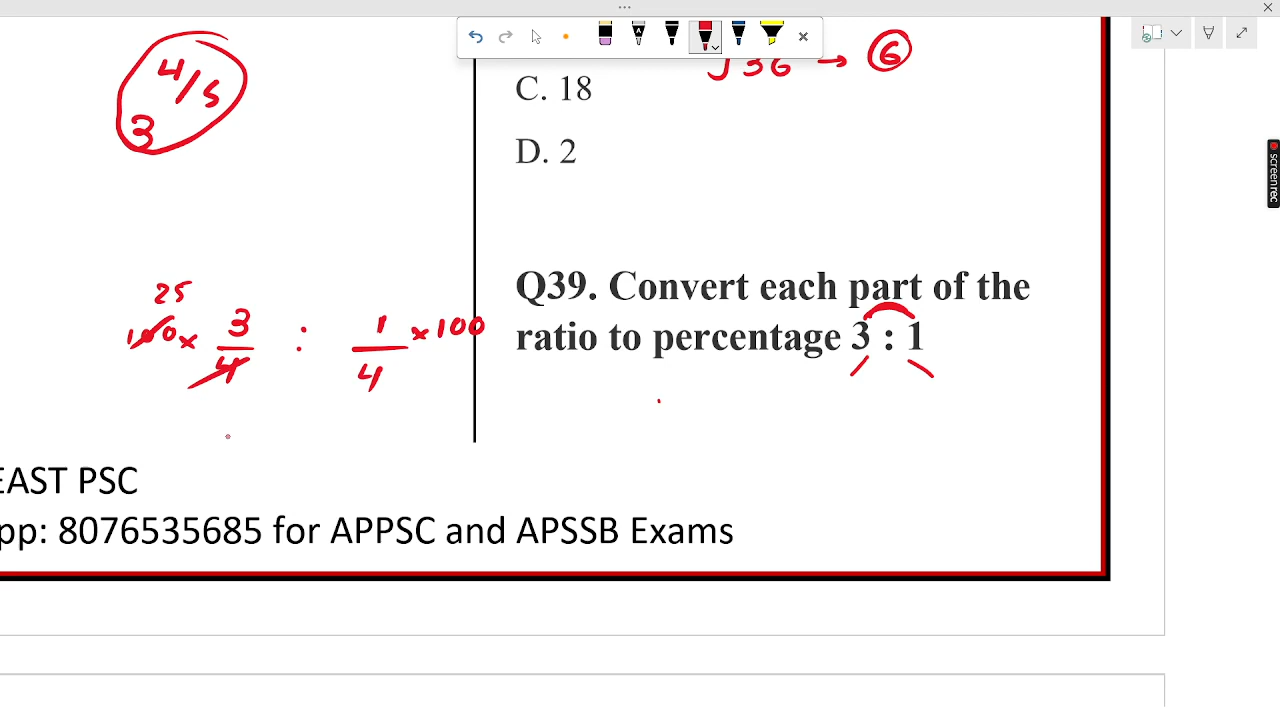 4/5
3
25
100 × 3/4 : 1/4 × 100
EAST PSC
pp: 8076535685 for APPSC and APSSB Exams
36 → 6
C. 18
D. 2
Q39. Convert each part of the
ratio to percentage 3 : 1
screenrec